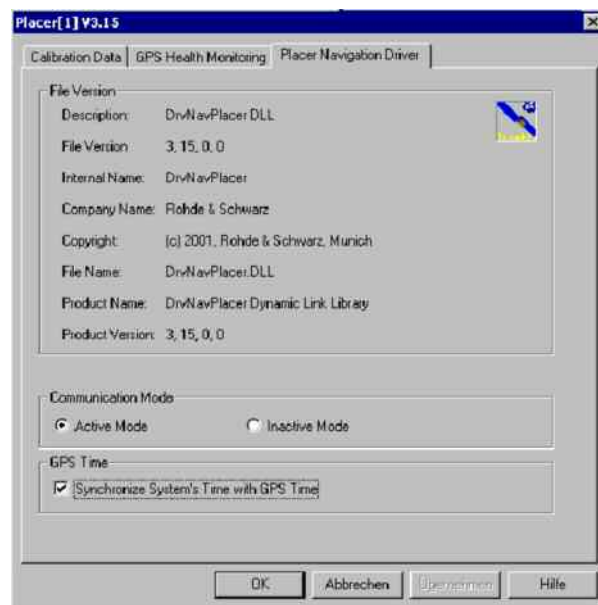 Placer[1] V3.15
Calibration Data GPS Health Monitoring Placer Navigation Driver
File Version
Description: DrvNavPlacer DLL
File Version 3, 15, 0, 0
Internal Name: DrvNavPlacer
Company Name: Rohde & Schwarz
Copyright: (c) 2001, Rohde & Schwarz, Munich
File Name: DrvNavPlacer.DLL
Product Name: DrvNavPlacer Dynamic Link Library
Product Version: 3, 15, 0, 0
Communication Mode
Active Mode Inactive Mode
GPS Time
Synchronize System's Time with GPS Time
OK Abbrechen Übernehmen Hilfe